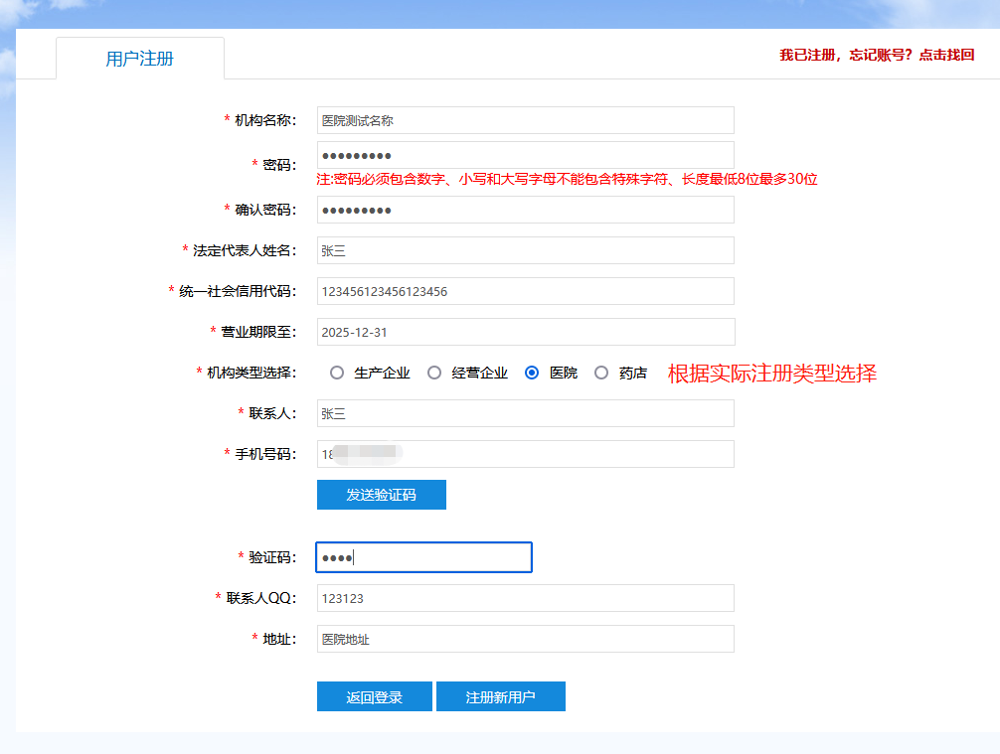 用户注册
我已注册，忘记账号？点击找回
* 机构名称： 医院测试名称
* 密码： ●●●●●●●●●
注:密码必须包含数字、小写和大写字母不能包含特殊字符、长度最低8位最多30位
* 确认密码： ●●●●●●●●●
* 法定代表人姓名： 张三
* 统一社会信用代码： 123456123456123456
* 营业期限至： 2025-12-31
* 机构类型选择： 生产企业 经营企业 医院 药店 根据实际注册类型选择
* 联系人： 张三
* 手机号码： 18
发送验证码
* 验证码： ●●●●
* 联系人QQ： 123123
* 地址： 医院地址
返回登录 注册新用户